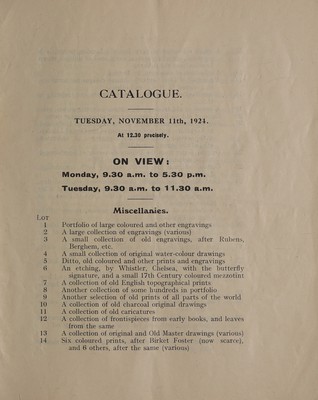 CATALOGUE.
TUESDAY, NOVEMBER 11th, 1924.
At 12.30 precisely.
ON VIEW:
Monday, 9.30 a.m. to 5.30 p.m.
Tuesday, 9.30 a.m. to 11.30 a.m.
Miscellanies.
LOT
1 Portfolio of large coloured and other engravings
2 A large collection of engravings (various)
3 A small collection of old engravings, after Rubens,
Berghem, etc.
4 A small collection of original water-colour drawings
5 Ditto, old coloured and other prints and engravings
6 An etching, by Whistler, Chelsea, with the butterfly
signature, and a small 17th Century coloured mezzotint
7 A collection of old English topographical prints
8 Another collection of some hundreds in portfolio
9 Another selection of old prints of all parts of the world
10 A collection of old charcoal original drawings
11 A collection of old caricatures
12 A collection of frontispieces from early books, and leaves
from the same
13 A collection of original and Old Master drawings (various)
14 Six coloured prints, after Birket Foster (now scarce),
and 6 others, after the same (various)